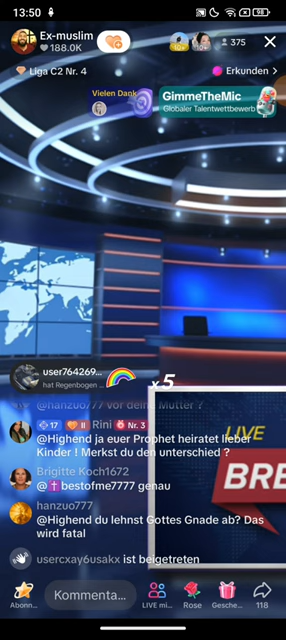 13:50
98
Ex-muslim
188.0K
10+
10+
375
Liga C2 Nr. 4
Erkunden
Vielen Dank
GimmeTheMic
Globaler Talentwettbewerb
user764269...
hat Regenbogen ...
x5
@hanzuo777 vor deine Mutter ?
17
II
Rini
Nr. 3
@Highend ja euer Prophet heiratet lieber
Kinder ! Merkst du den unterschied ?
Brigitte Koch1672
@✝️bestofme7777 genau
hanzuo777
@Highend du lehnst Gottes Gnade ab? Das
wird fatal
usercxay6usakx ist beigetreten
LIVE
BRE
Kommenta...
Abonn...
LIVE mi...
Rose
Gesche...
118